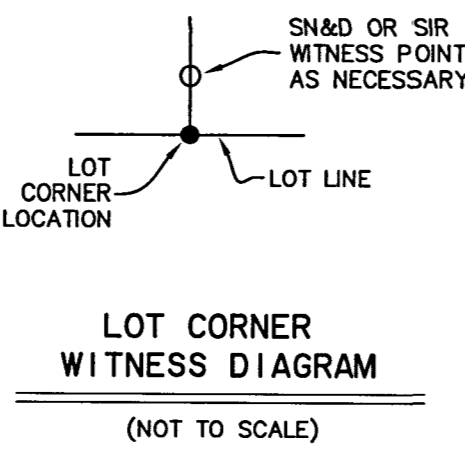 SN&D OR SIR
WITNESS POINT
AS NECESSARY
LOT
CORNER
LOCATION
LOT LINE
LOT CORNER
WITNESS DIAGRAM
(NOT TO SCALE)